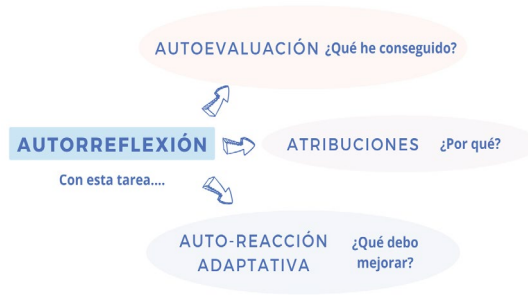 AUTOEVALUACIÓN ¿Qué he conseguido?
AUTORREFLEXIÓN
ATRIBUCIONES ¿Por qué?
Con esta tarea....
AUTO-REACCIÓN ADAPTATIVA
¿Qué debo mejorar?